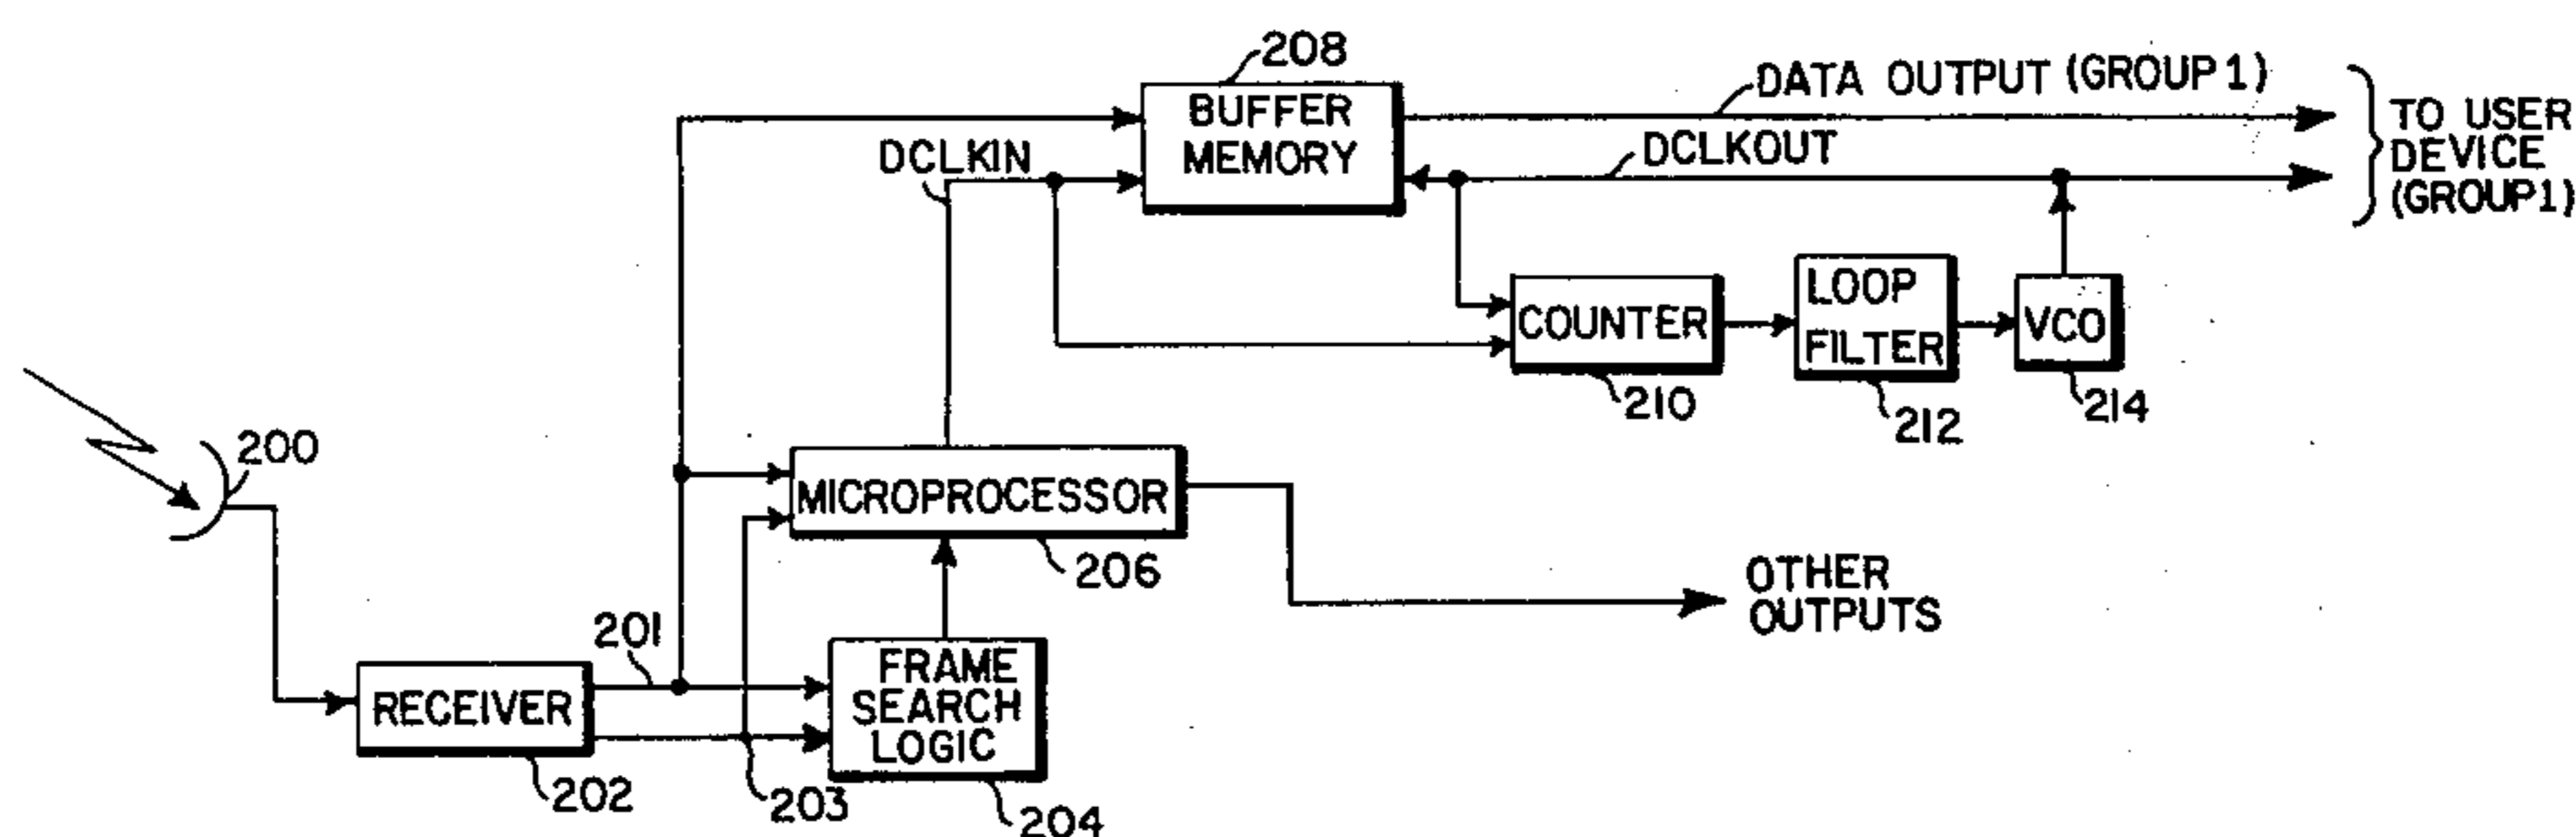 208
BUFFER
MEMORY
DATA OUTPUT (GROUP 1)
DCLKOUT
TO USER
DEVICE
(GROUP 1)
DCLKIN
COUNTER
210
LOOP
FILTER
212
VCO
214
200
MICROPROCESSOR
206
OTHER
OUTPUTS
201
RECEIVER
202
203
FRAME
SEARCH
LOGIC
204